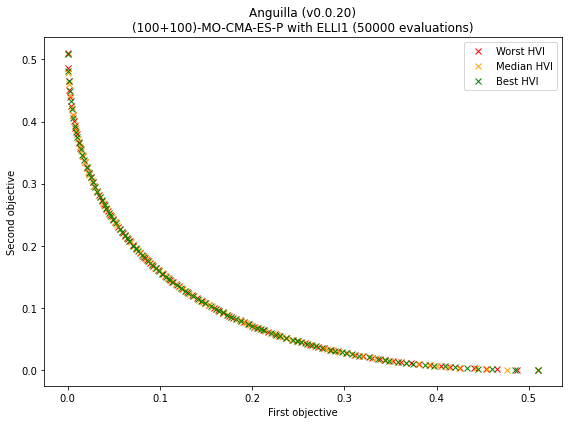 Anguilla (v0.0.20)
(100+100)-MO-CMA-ES-P with ELLI1 (50000 evaluations)
Worst HVI
Median HVI
Best HVI
Second objective
0.5
0.4
0.3
0.2
0.1
0.0
0.0 0.1 0.2 0.3 0.4 0.5
First objective